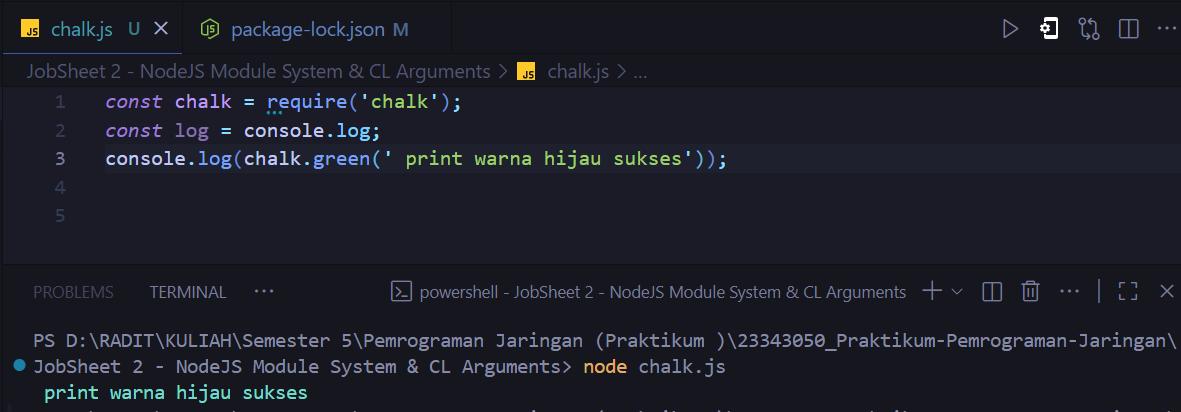 JS chalk.js U package-lock.json M
JobSheet 2 - NodeJS Module System & CL Arguments > JS chalk.js > ...
1 const chalk = require('chalk');
2 const log = console.log;
3 console.log(chalk.green(' print warna hijau sukses'));
4
5
PROBLEMS TERMINAL ... powershell - JobSheet 2 - NodeJS Module System & CL Arguments
PS D:\RADIT\KULIAH\Semester 5\Pemrograman Jaringan (Praktikum )\23343050_Praktikum-Pemrograman-Jaringan\
JobSheet 2 - NodeJS Module System & CL Arguments> node chalk.js
print warna hijau sukses